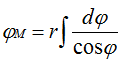 φM = r∫ dφ/cosφ